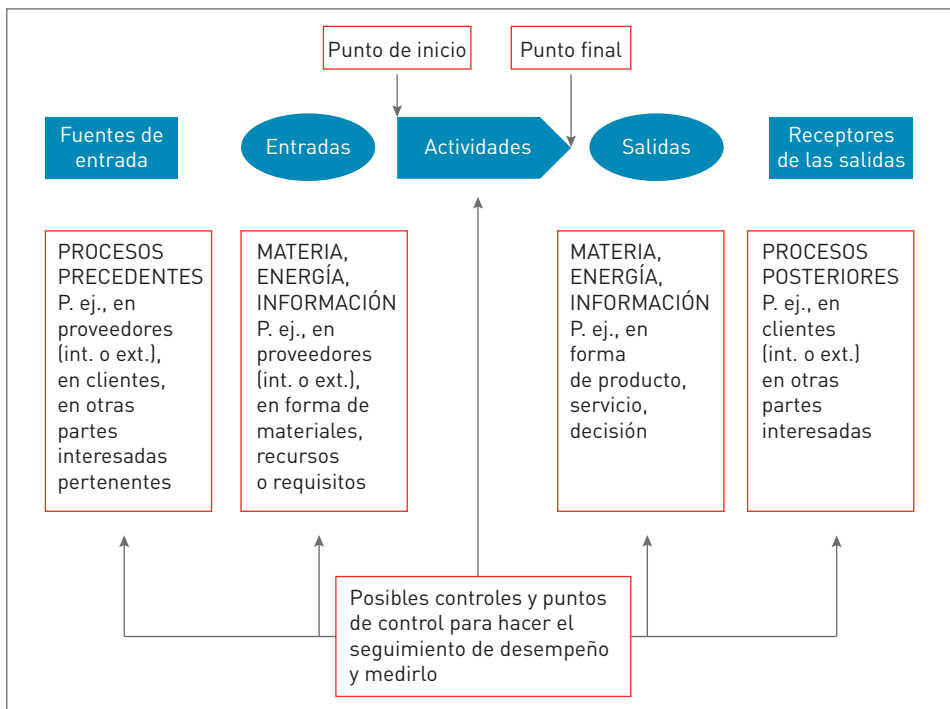 Punto de inicio
Punto final
Fuentes de
entrada
Entradas
Actividades
Salidas
Receptores
de las salidas
PROCESOS
PRECEDENTES
P. ej., en
proveedores
(int. o ext.),
en clientes,
en otras
partes
interesadas
pertenentes
MATERIA,
ENERGÍA,
INFORMACIÓN
P. ej., en
proveedores
(int. o ext.),
en forma de
materiales,
recursos
o requisitos
MATERIA,
ENERGÍA,
INFORMACIÓN
P. ej., en
forma
de producto,
servicio,
decisión
PROCESOS
POSTERIORES
P. ej., en
clientes
(int. o ext.)
en otras
partes
interesadas
Posibles controles y puntos
de control para hacer el
seguimiento de desempeño
y medirlo